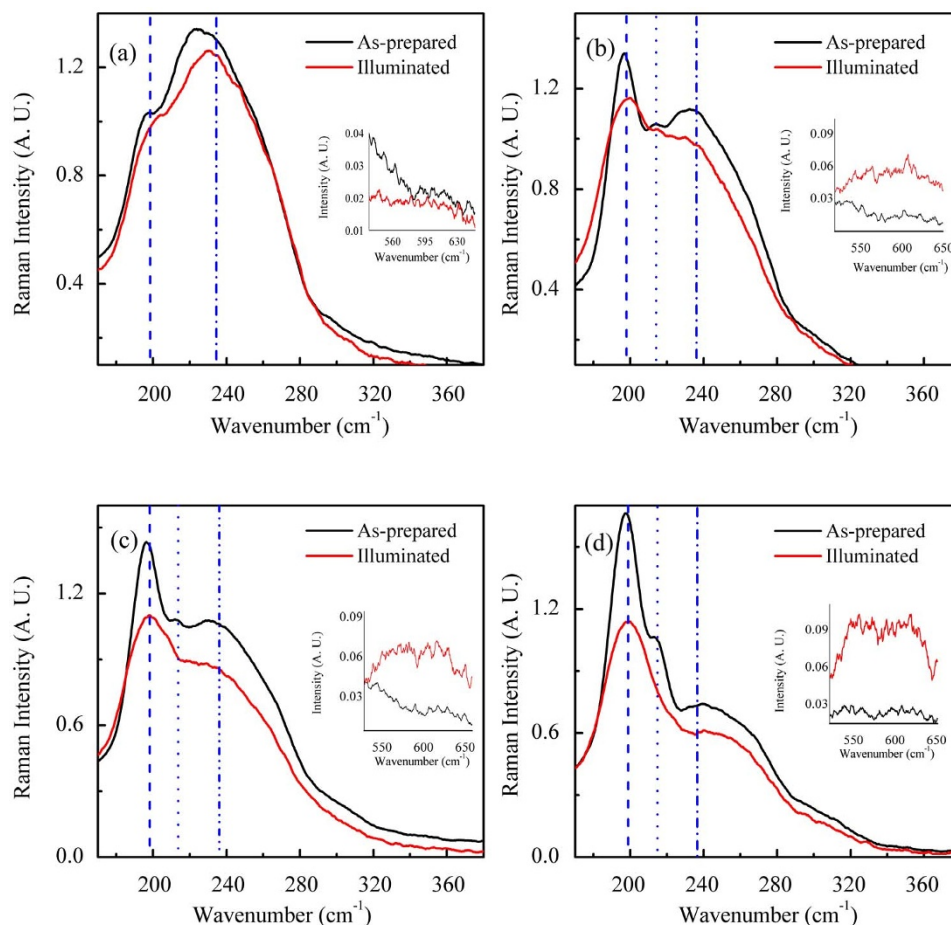 (a)
As-prepared
Illuminated
Raman Intensity (A. U.)
1.2
0.8
0.4
200 240 280 320 360
Wavenumber (cm-1)
Intensity (A. U.)
0.04
0.03
0.02
0.01
560 595 630
Wavenumber (cm-1)
(b)
As-prepared
Illuminated
Raman Intensity (A. U.)
1.6
1.2
0.8
0.4
200 240 280 320 360
Wavenumber (cm-1)
Intensity (A. U.)
0.09
0.06
0.03
550 600 650
Wavenumber (cm-1)
(c)
As-prepared
Illuminated
Raman Intensity (A. U.)
1.2
0.6
0.0
200 240 280 320 360
Wavenumber (cm-1)
Intensity (A. U.)
0.09
0.06
0.03
550 600 650
Wavenumber (cm-1)
(d)
As-prepared
Illuminated
Raman Intensity (A. U.)
1.2
0.6
0.0
200 240 280 320 360
Wavenumber (cm-1)
Intensity (A. U.)
0.09
0.06
0.03
550 600 650
Wavenumber (cm-1)